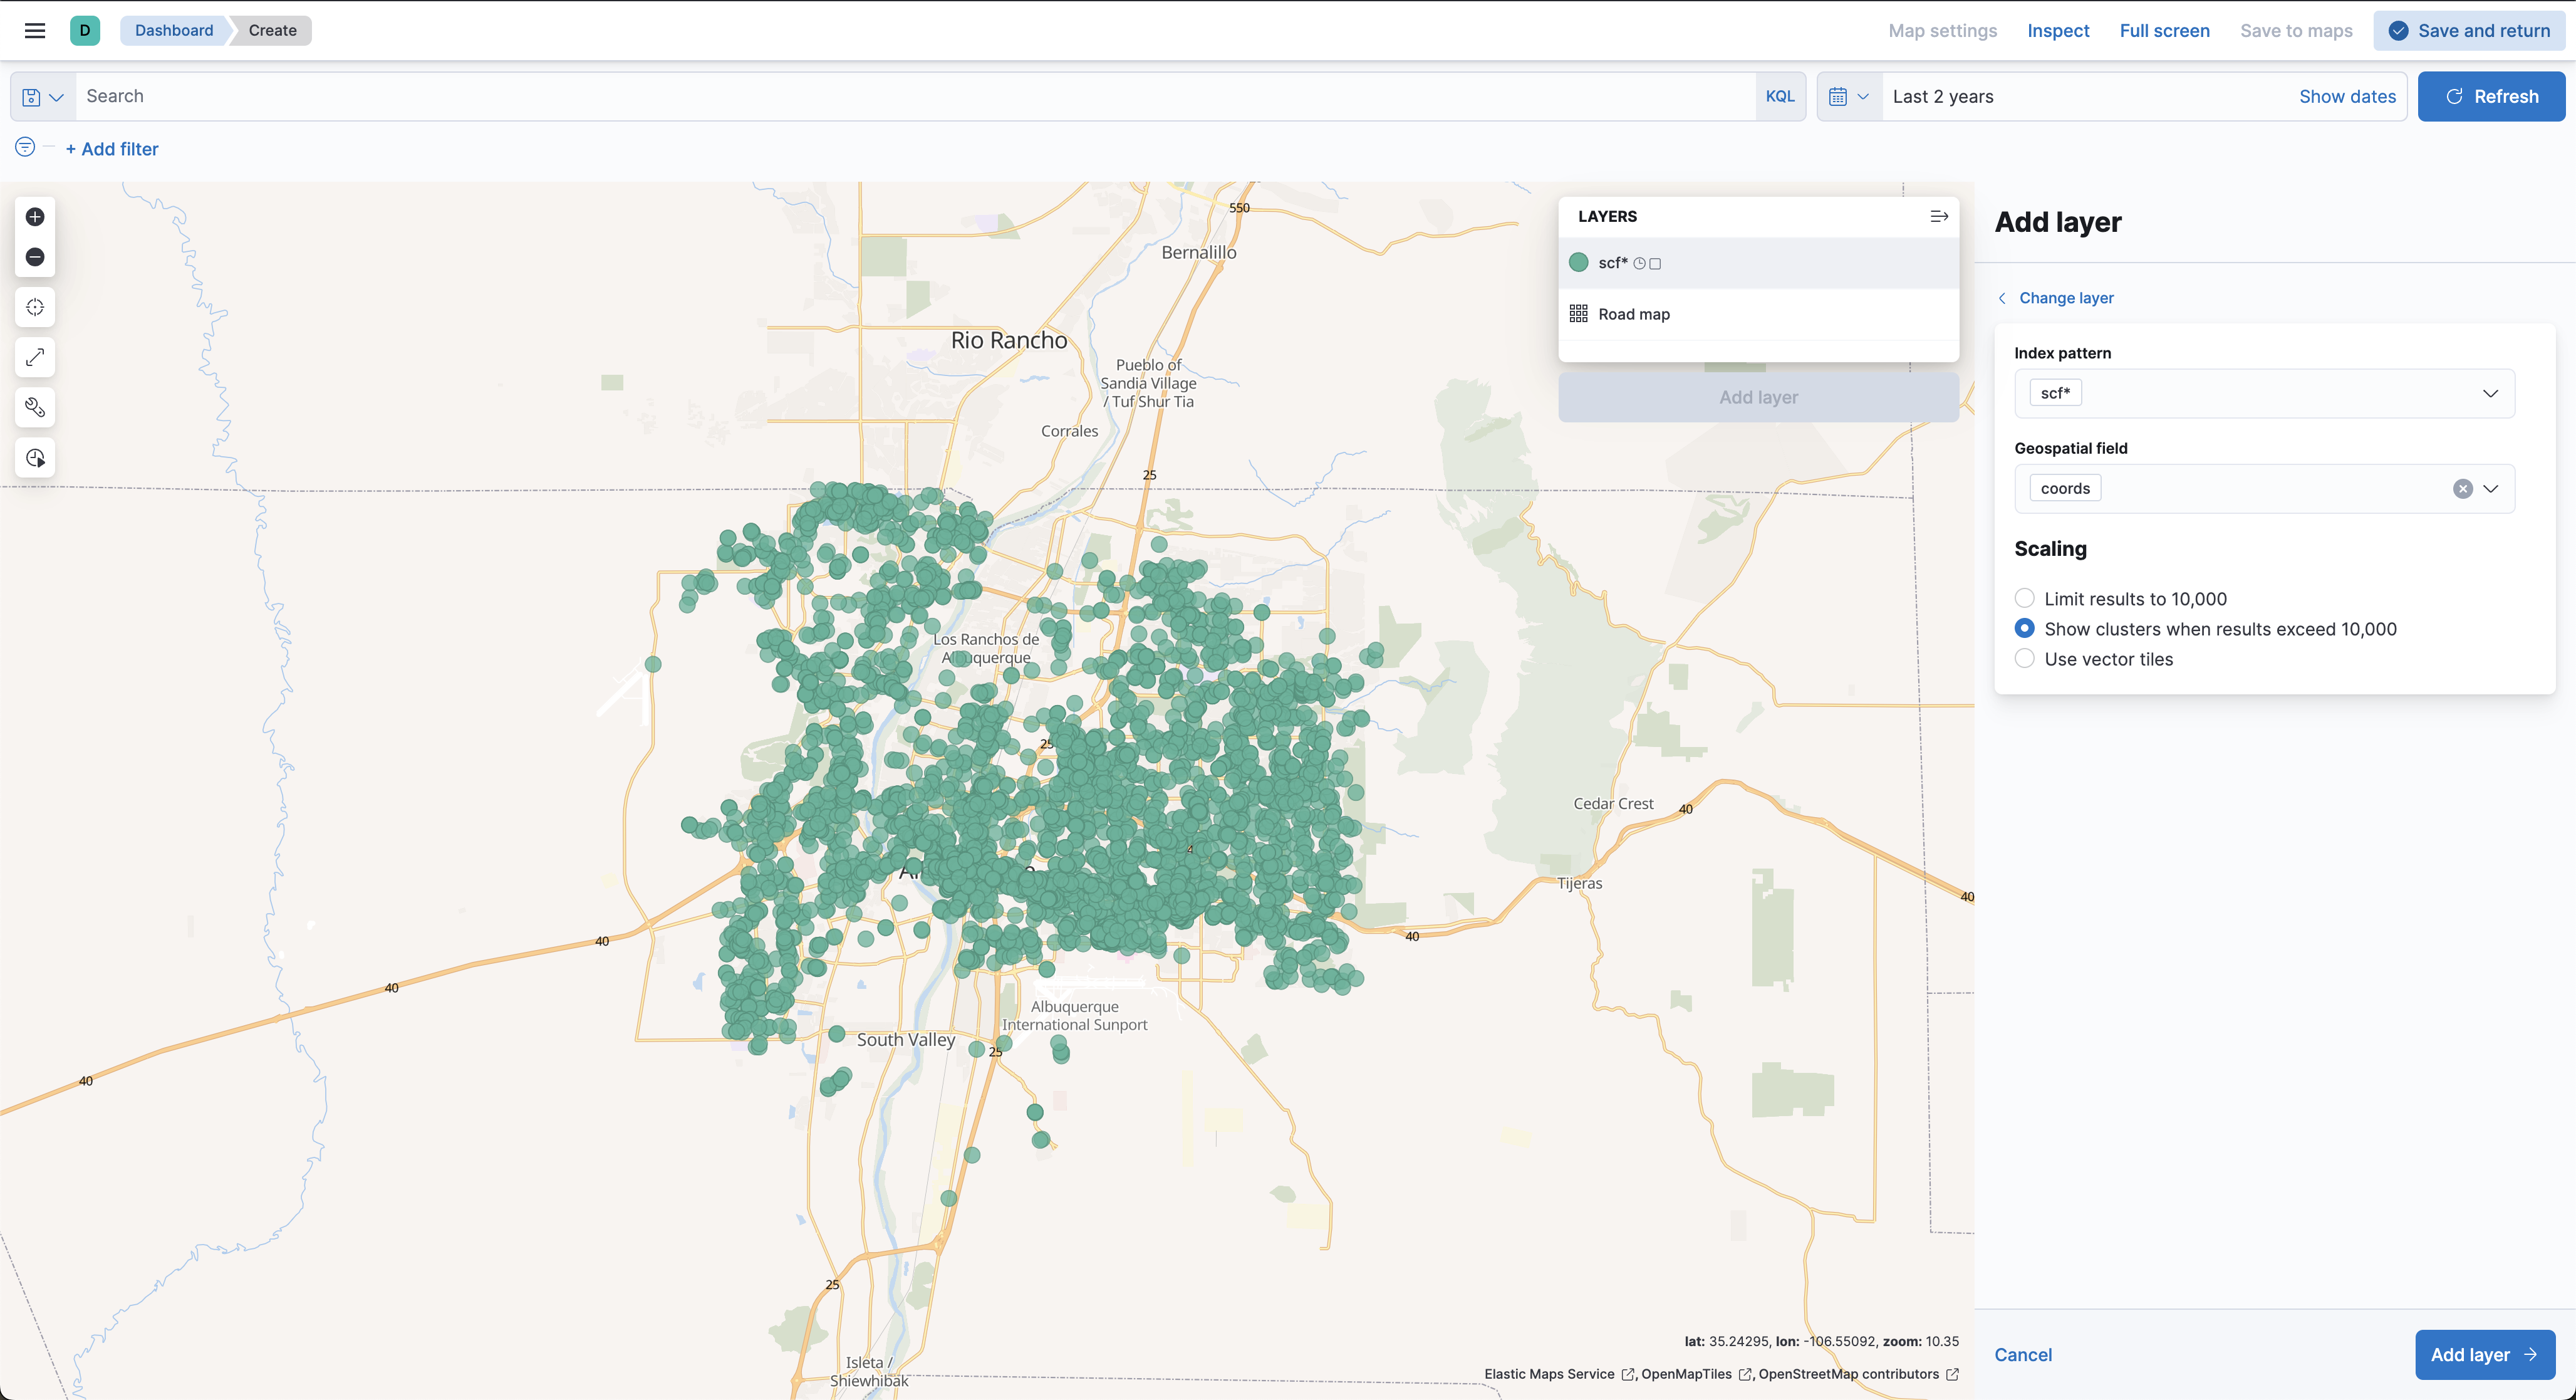 D
Dashboard
Create
Map settings
Inspect
Full screen
Save to maps
Save and return
Search
KQL
Last 2 years
Show dates
Refresh
+ Add filter
550
Bernalillo
Rio Rancho
Pueblo of
Sandia Village
/ Tuf Shur Tia
Corrales
25
Los Ranchos de
Albuquerque
25
Cedar Crest
40
Tijeras
40
40
40
40
40
Albuquerque
International Sunport
South Valley
25
25
Isleta /
Shiewhibak
LAYERS
scf*
Road map
Add layer
lat: 35.24295, lon: -106.55092, zoom: 10.35
Elastic Maps Service , OpenMapTiles , OpenStreetMap contributors
Add layer
Change layer
Index pattern
scf*
Geospatial field
coords
Scaling
Limit results to 10,000
Show clusters when results exceed 10,000
Use vector tiles
Cancel
Add layer